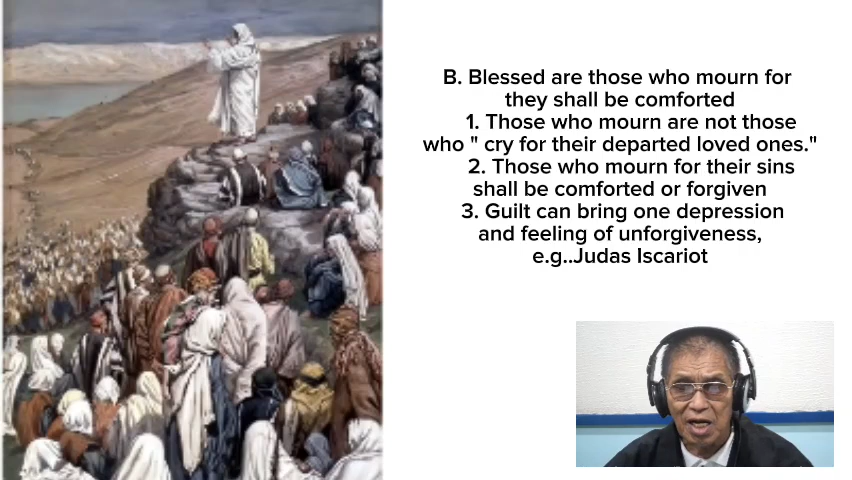 B. Blessed are those who mourn for
they shall be comforted
1. Those who mourn are not those
who " cry for their departed loved ones."
2. Those who mourn for their sins
shall be comforted or forgiven
3. Guilt can bring one depression
and feeling of unforgiveness,
e.g..Judas Iscariot